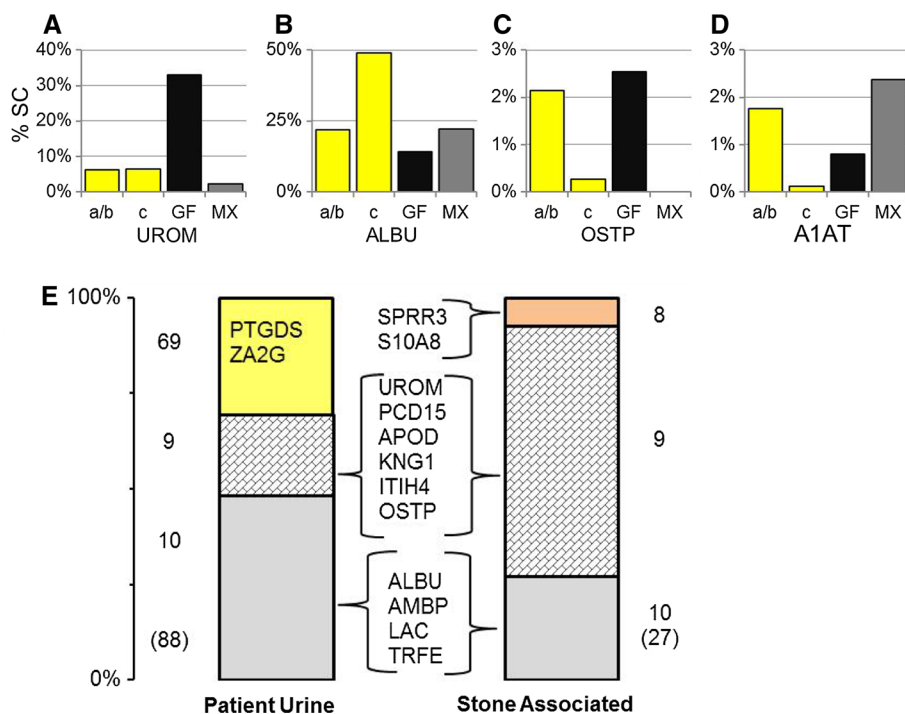 A
B
C
D
% SC
40%
30%
20%
10%
0%
a/b c GF MX
UROM
50%
25%
0%
a/b c GF MX
ALBU
3%
2%
1%
0%
a/b c GF MX
OSTP
3%
2%
1%
0%
a/b c GF MX
A1AT
E
100%
0%
69
9
10
(88)
PTGDS
ZA2G
SPRR3
S10A8
UROM
PCD15
APOD
KNG1
ITIH4
OSTP
ALBU
AMBP
LAC
TRFE
8
9
10
(27)
Patient Urine
Stone Associated